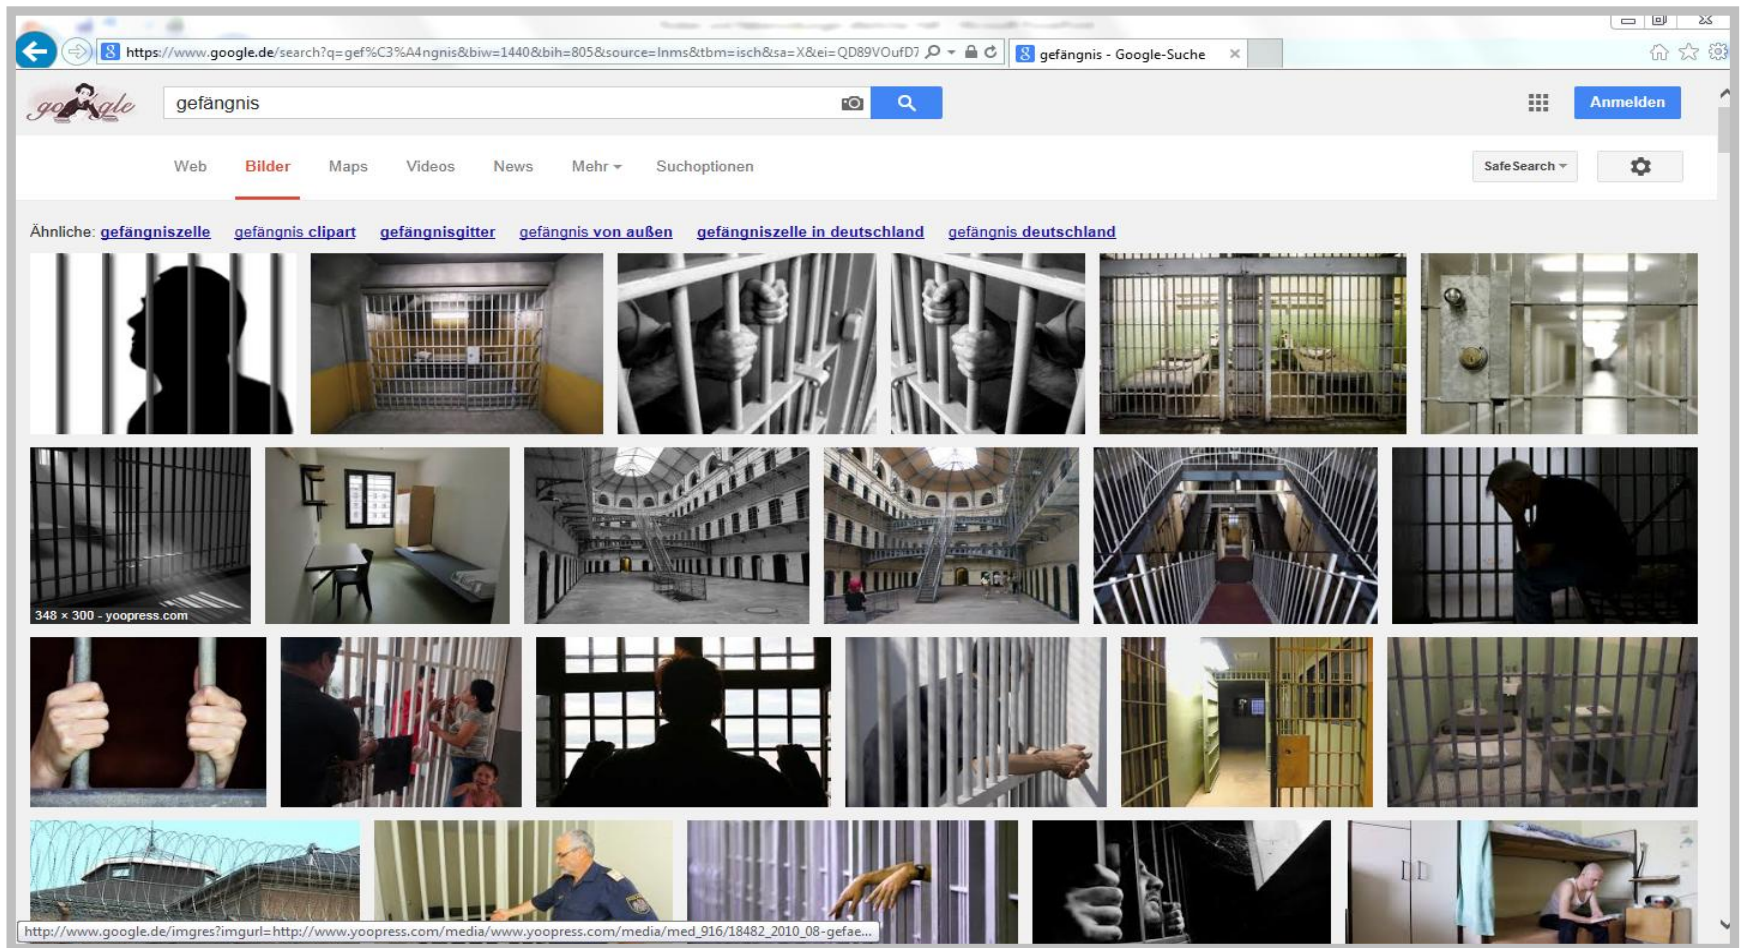 https://www.google.de/search?q=gef%C3%A4ngnis&biw=1440&bih=805&source=lnms&tbm=isch&sa=X&ei=QD89VOufD7
gefängnis - Google-Suche
google
gefängnis
Anmelden
Web Bilder Maps Videos News Mehr Suchoptionen
SafeSearch
Ähnliche: gefängniszelle gefängnis clipart gefängnisgitter gefängnis von außen gefängniszelle in deutschland gefängnis deutschland
348 × 300 - yoopress.com
http://www.google.de/imgres?imgurl=http://www.yoopress.com/media/www.yoopress.com/media/med_916/18482_2010_08-gefae...